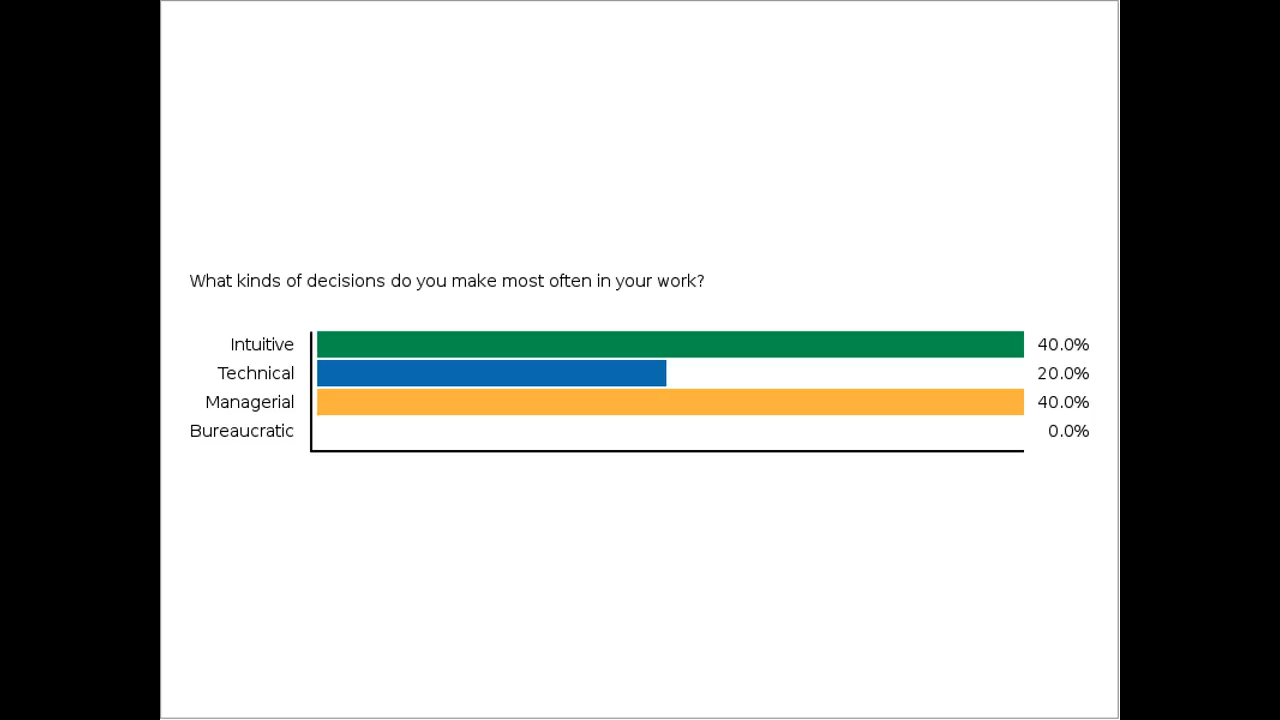 What kinds of decisions do you make most often in your work?
Intuitive 40.0%
Technical 20.0%
Managerial 40.0%
Bureaucratic 0.0%